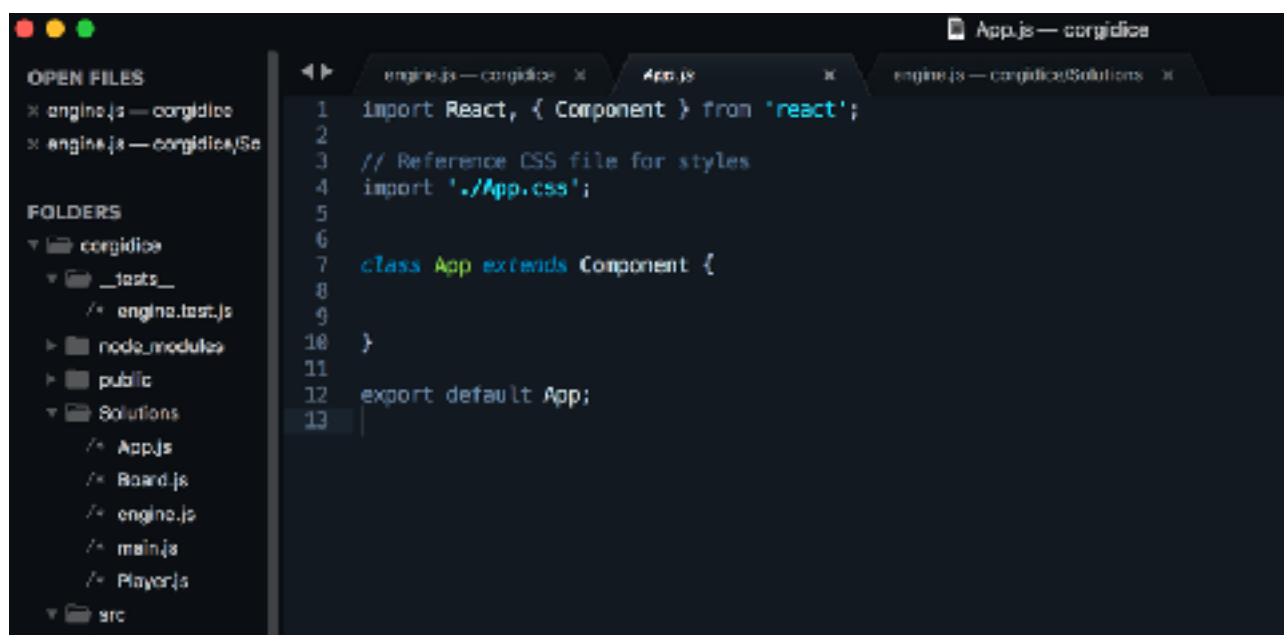 App.js — corgidice
OPEN FILES
engine.js — corgidice
engine.js — corgidice/So
FOLDERS
corgidice
__tests__
/* engine.test.js
node_modules
public
Solutions
/* App.js
/* Board.js
/* engine.js
/* main.js
/* Player.js
src
engine.js — corgidice ×
App.js ×
engine.js — corgidice/Solutions ×
1 import React, { Component } from 'react';
2
3 // Reference CSS file for styles
4 import './App.css';
5
6
7 class App extends Component {
8
9
10 }
11
12 export default App;
13